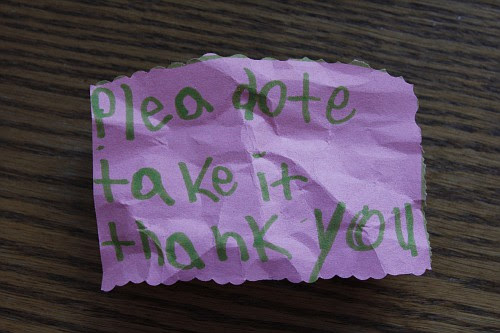 Plea dote
take it
thank you